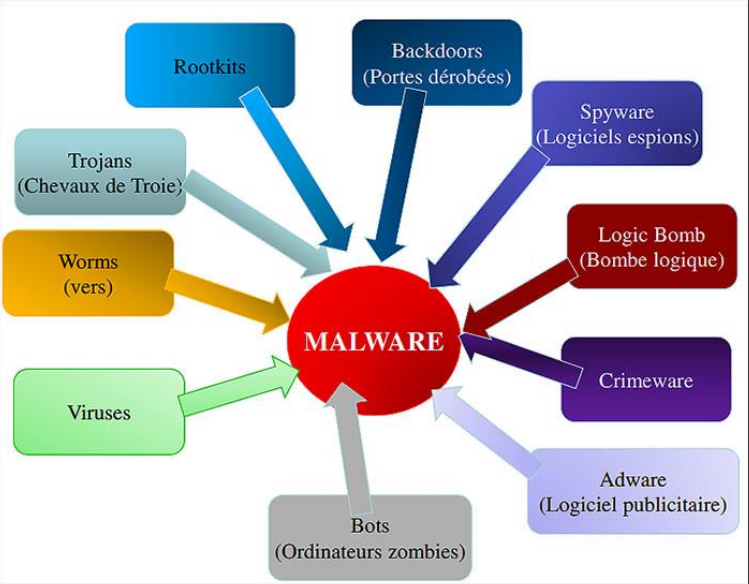 Rootkits
Backdoors
(Portes dérobées)
Spyware
(Logiciels espions)
Trojans
(Chevaux de Troie)
Logic Bomb
(Bombe logique)
Worms
(vers)
MALWARE
Crimeware
Viruses
Adware
(Logiciel publicitaire)
Bots
(Ordinateurs zombies)